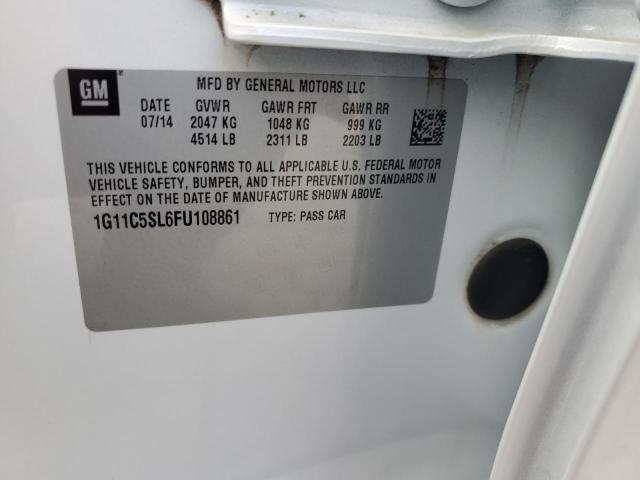 GM
MFD BY GENERAL MOTORS LLC
DATE GVWR GAWR FRT GAWR RR
07/14 2047 KG 1048 KG 999 KG
4514 LB 2311 LB 2203 LB
THIS VEHICLE CONFORMS TO ALL APPLICABLE U.S. FEDERAL MOTOR
VEHICLE SAFETY, BUMPER, AND THEFT PREVENTION STANDARDS IN
EFFECT ON THE DATE OF MANUFACTURE SHOWN ABOVE.
1G11C5SL6FU108861 TYPE: PASS CAR